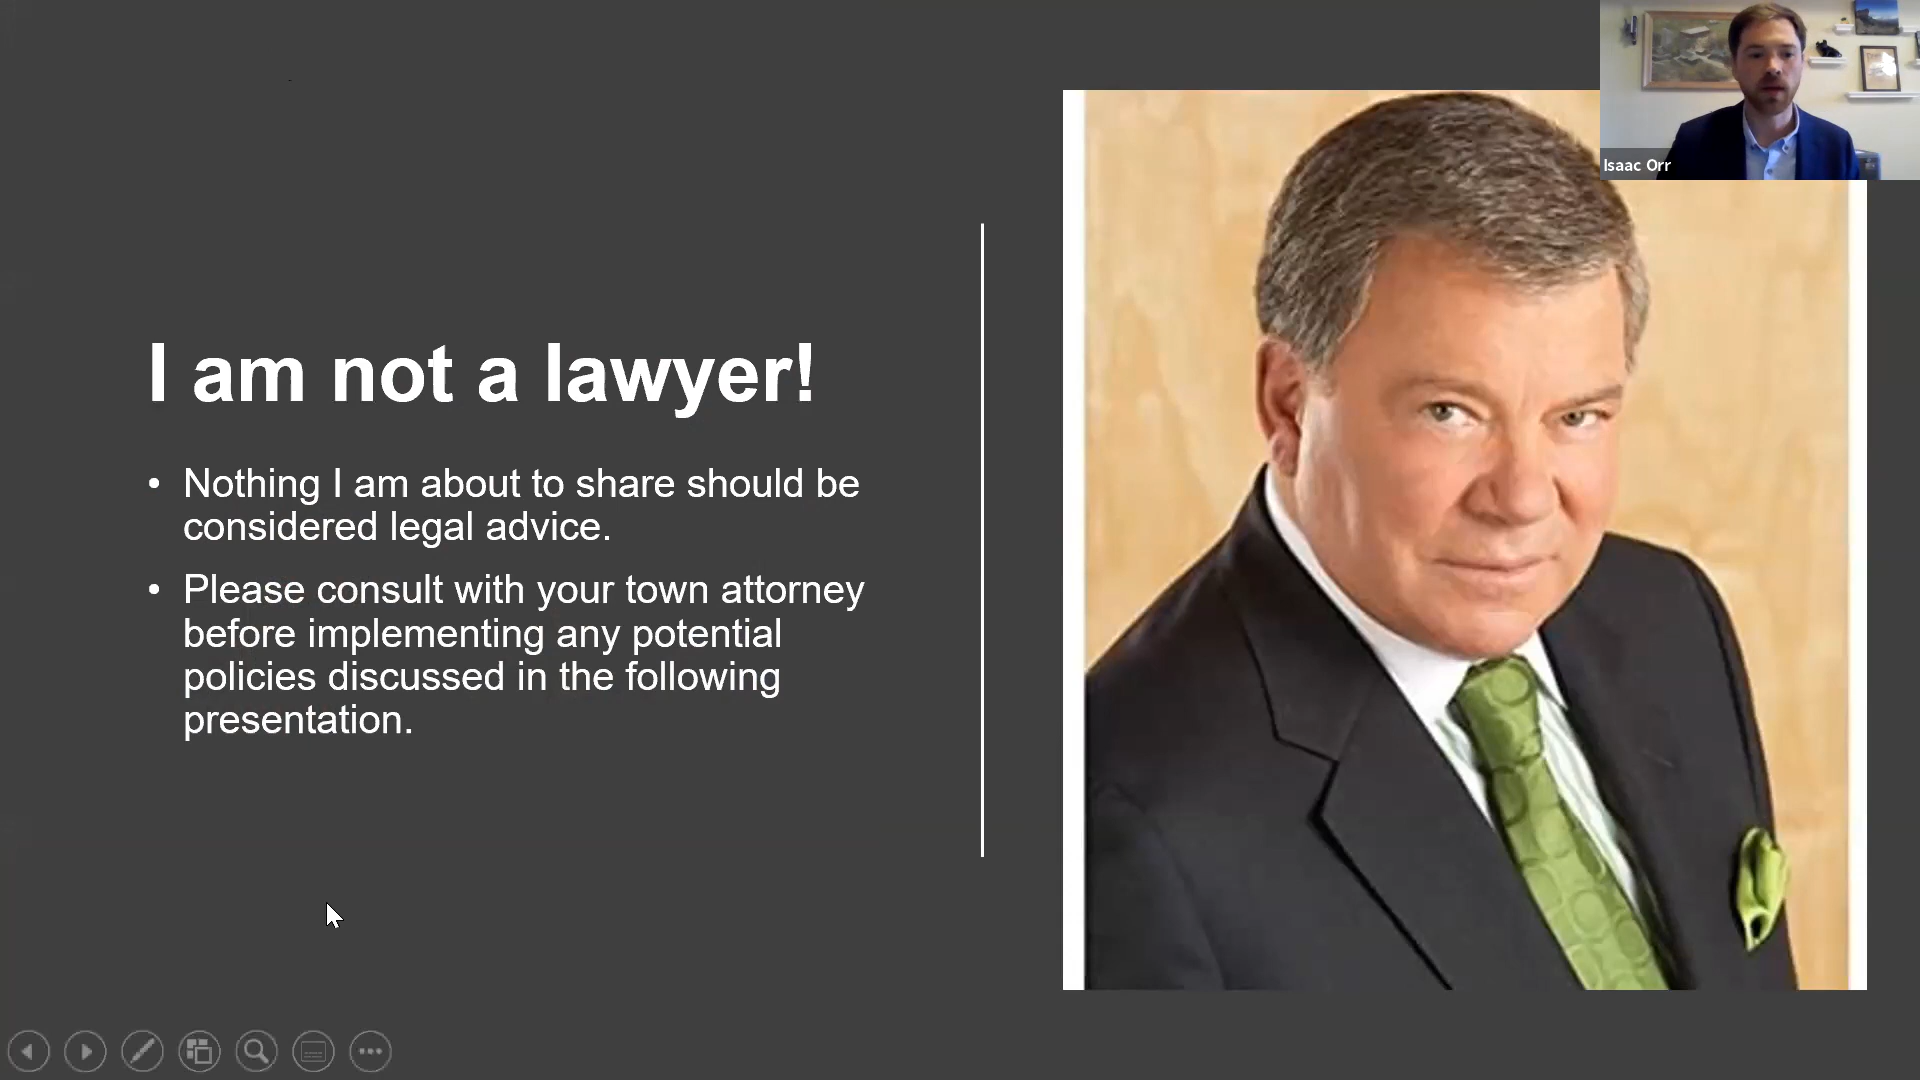 Isaac Orr
I am not a lawyer!
• Nothing I am about to share should be
considered legal advice.
• Please consult with your town attorney
before implementing any potential
policies discussed in the following
presentation.